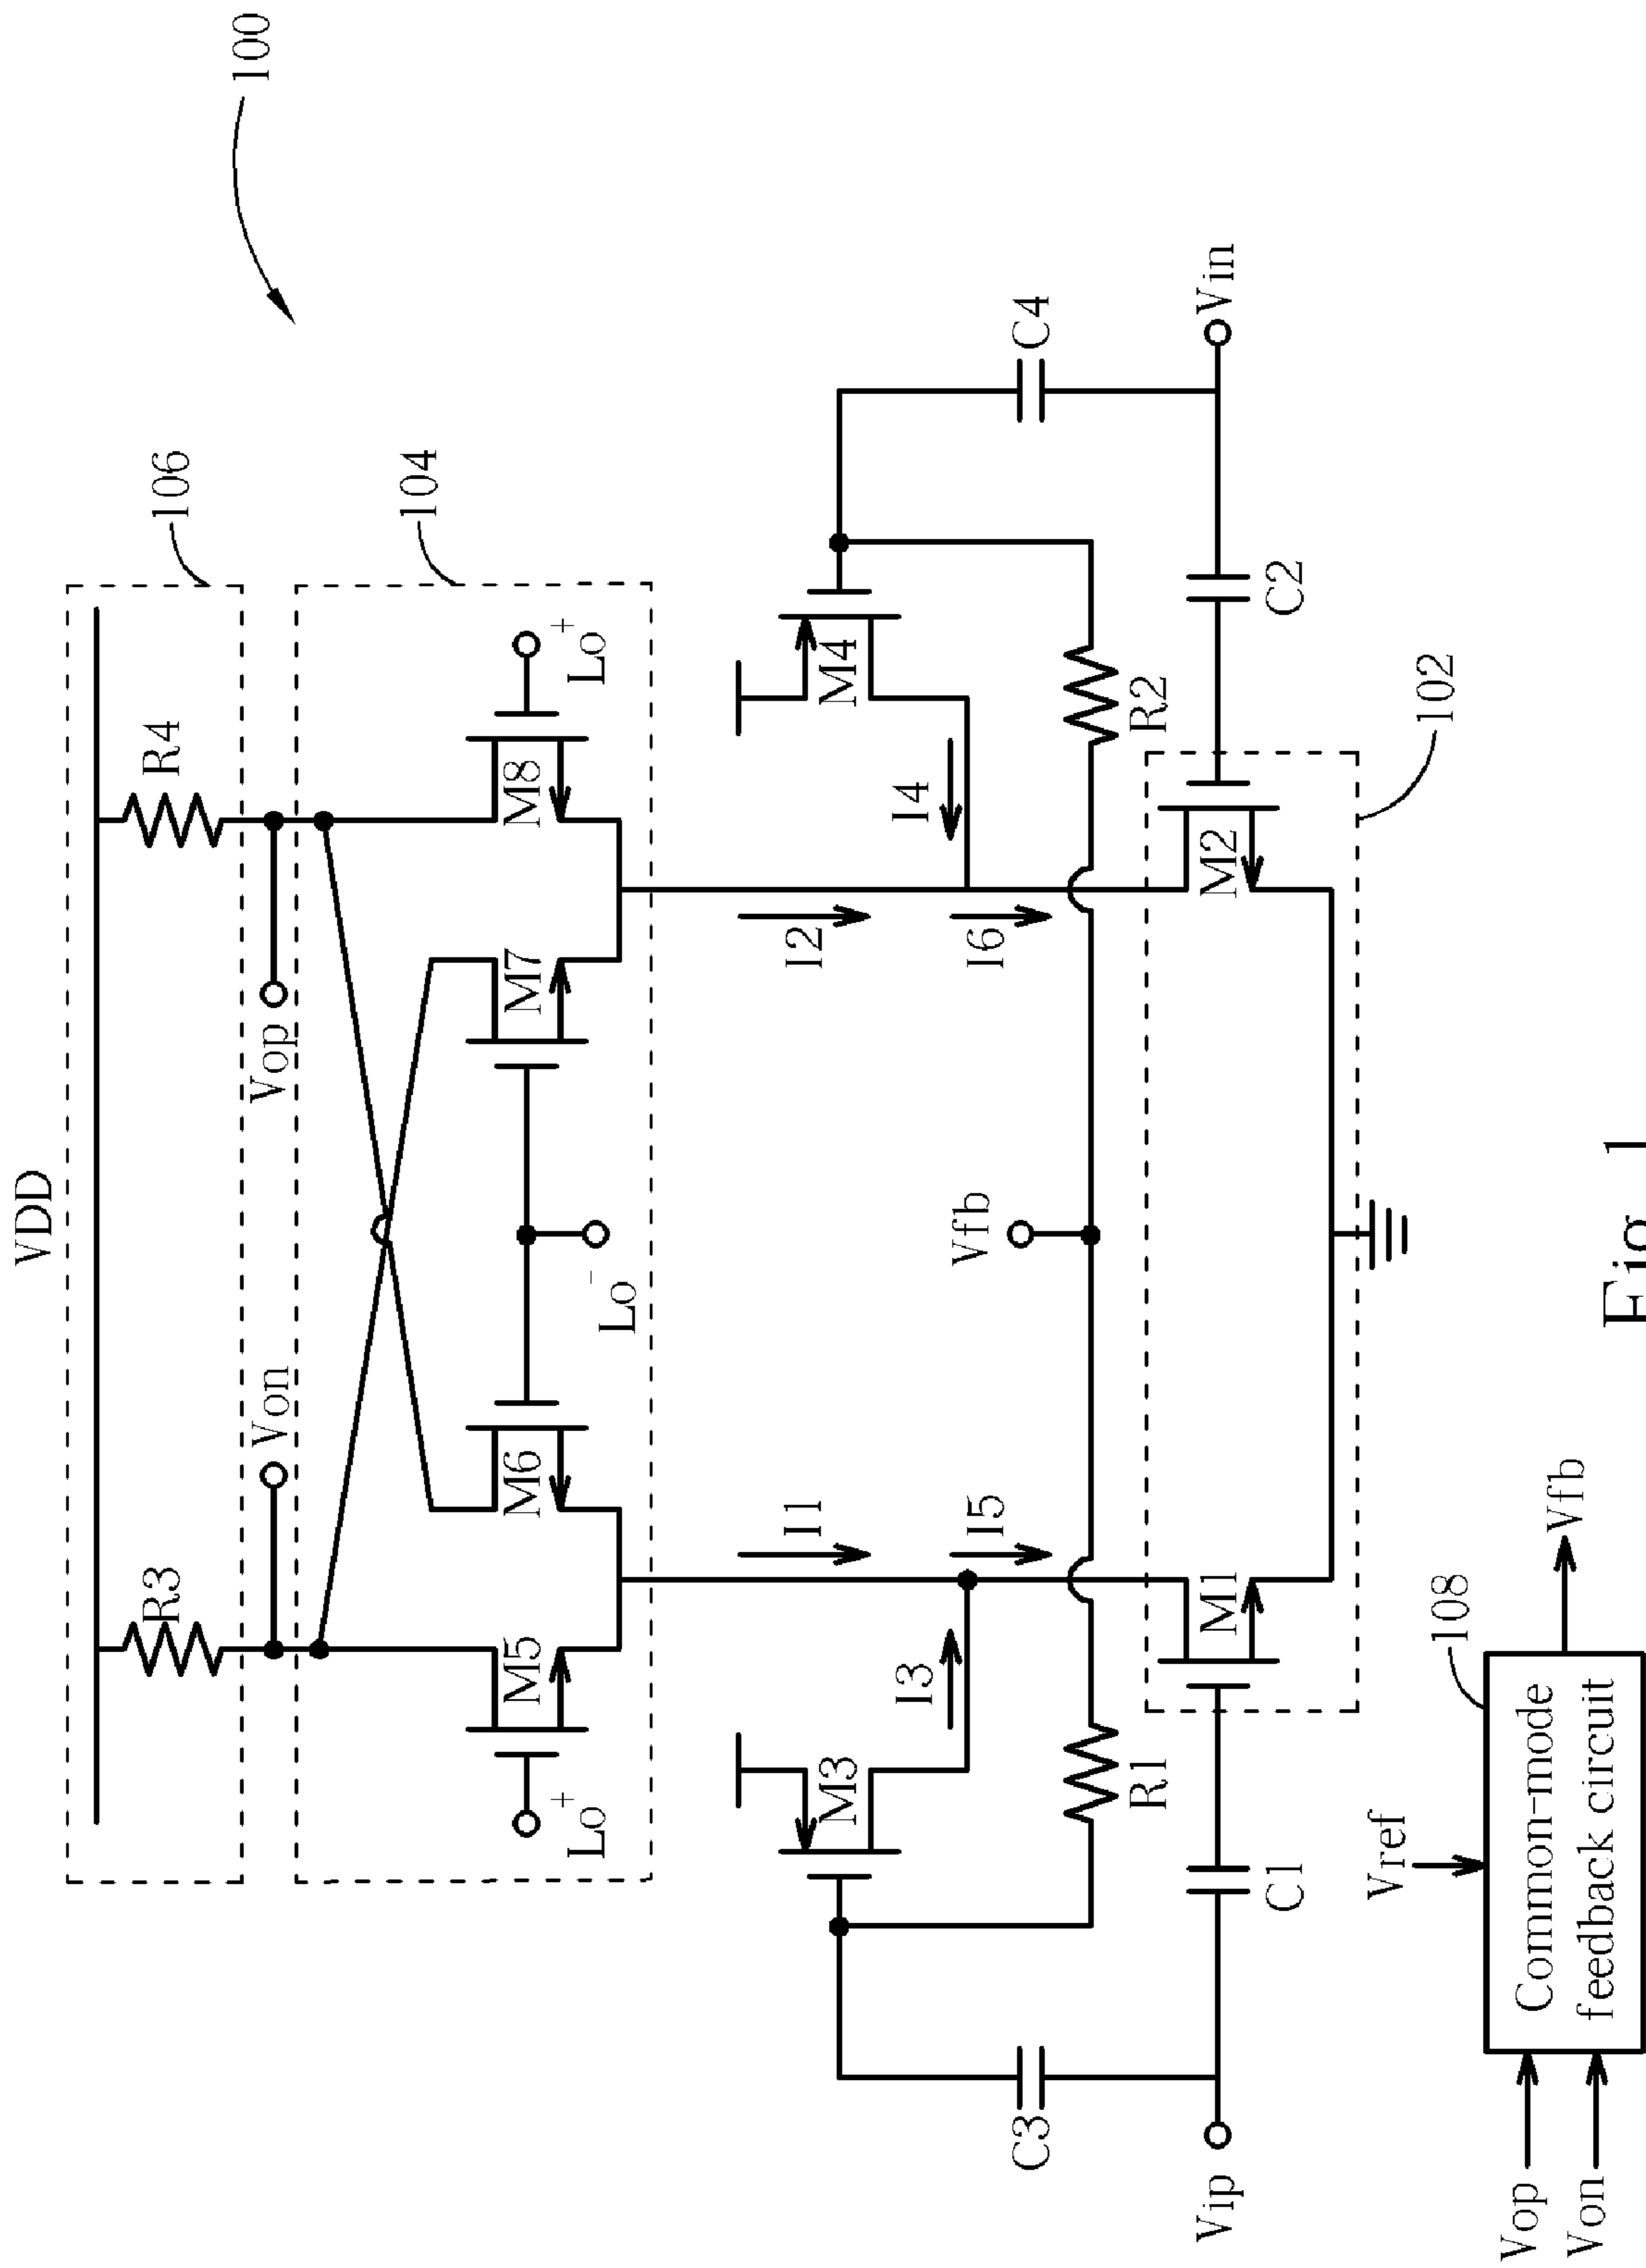 100
VDD
106
R3
R4
Von
Vop
104
M5
M6
M7
M8
Lo+
Lo-
Lo+
I1
I2
M3
M4
I3
I4
I5
I6
Vfb
C3
C4
R1
R2
Vip
C1
M1
M2
C2
Vin
102
Vref
108
Vop
Von
Common-mode
feedback circuit
Vfb
Fig. 1